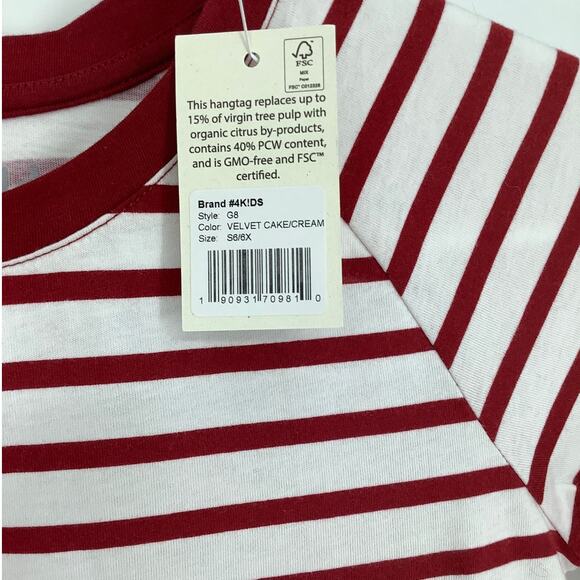 FSC
MIX
Paper
FSC® C012328
This hangtag replaces up to
15% of virgin tree pulp with
organic citrus by-products,
contains 40% PCW content,
and is GMO-free and FSC™
certified.
Brand #4K!DS
Style: G8
Color: VELVET CAKE/CREAM
Size: S6/6X
1 90931 70981 0